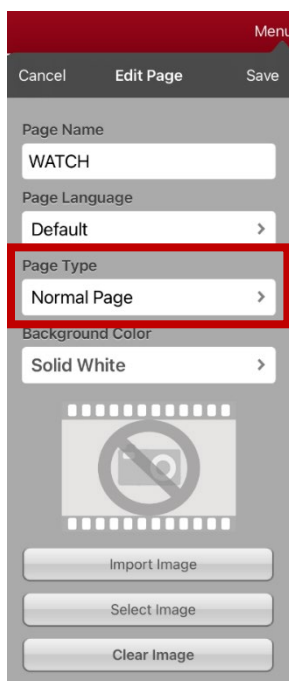 Menu
Cancel Edit Page Save
Page Name
WATCH
Page Language
Default
Page Type
Normal Page
Background Color
Solid White
Import Image
Select Image
Clear Image